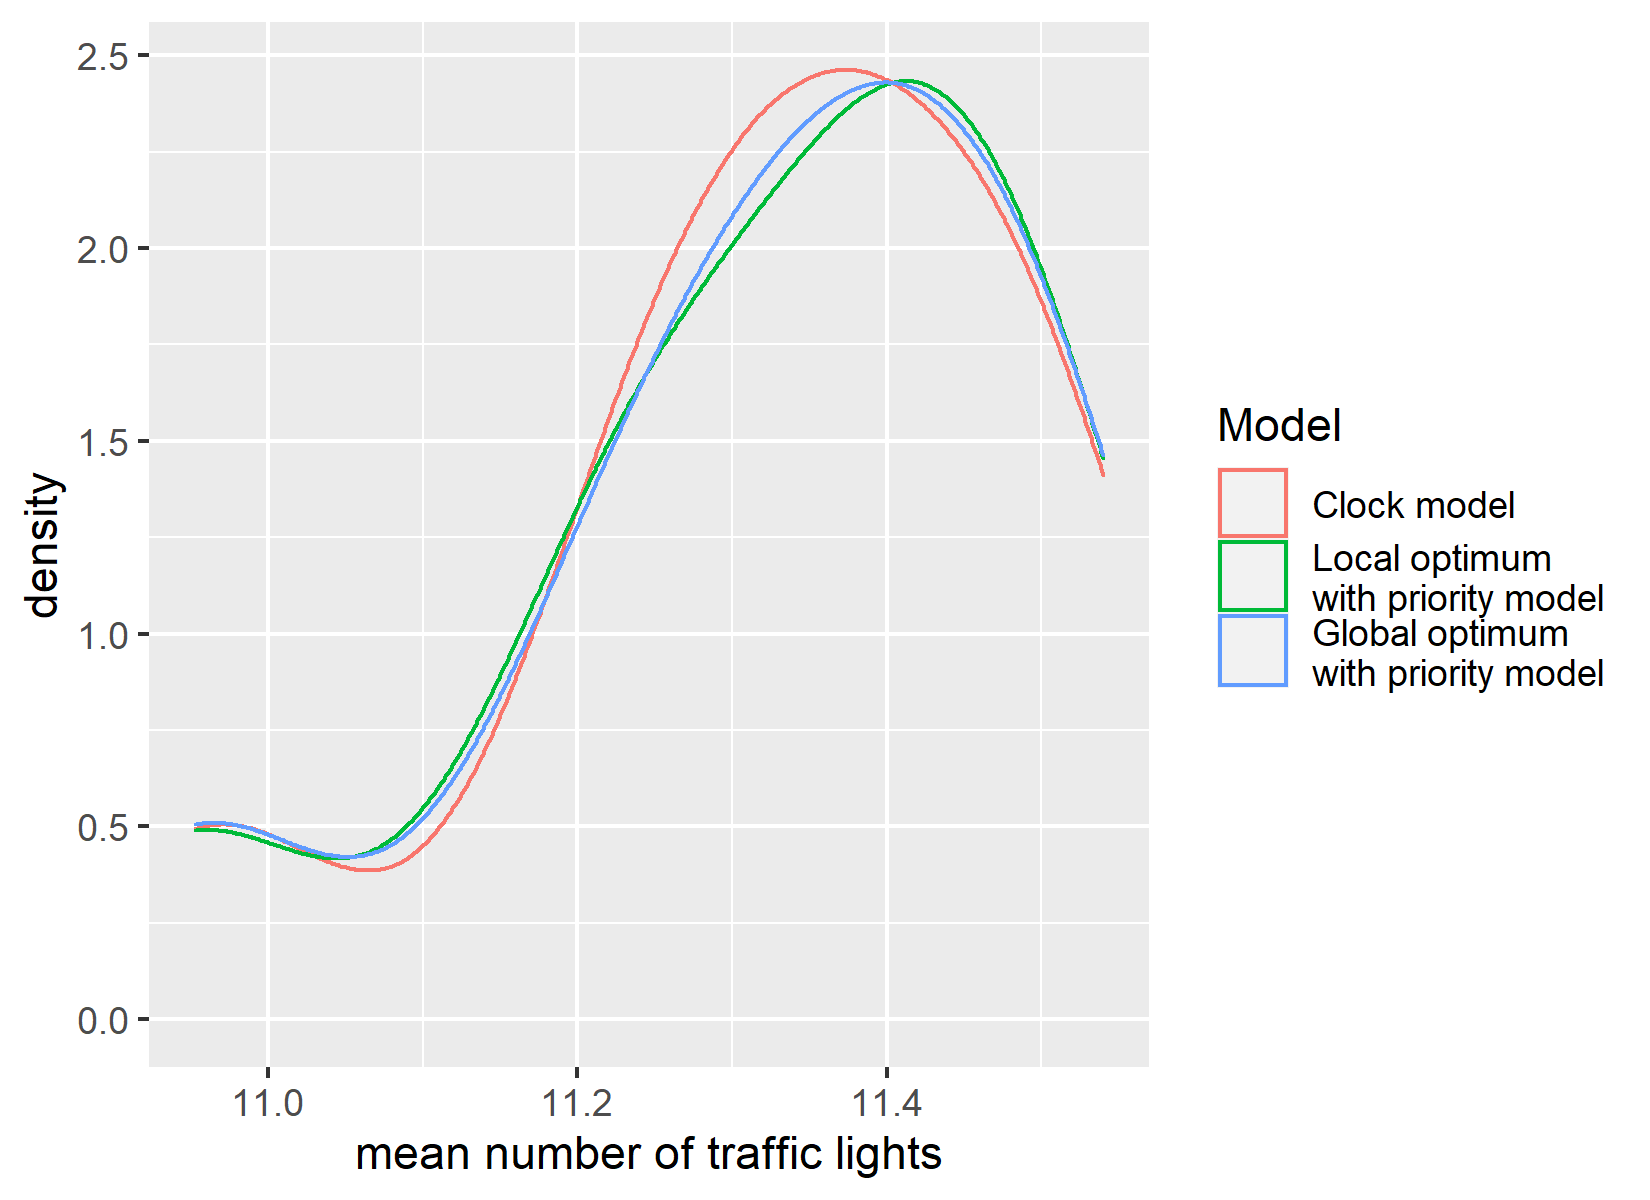 2.5
2.0
1.5
1.0
0.5
0.0
density
11.0
11.2
11.4
mean number of traffic lights
Model
Clock model
Local optimum
with priority model
Global optimum
with priority model